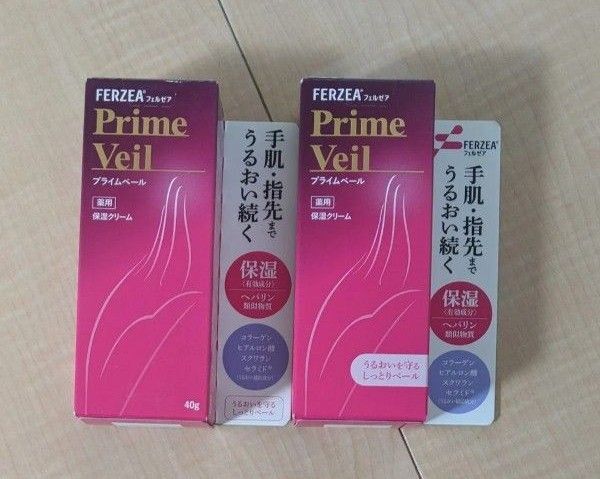 FERZEA®フェルゼア
Prime
Veil
プライムベール
薬用
保湿クリーム
40g
手肌・指先まで
うるおい続く
保湿
(有効成分)
ヘパリン
類似物質
コラーゲン
ヒアルロン酸
スクワラン
セラミド
うるおいを守る
しっとりベール
FERZEA®フェルゼア
Prime
Veil
プライムベール
薬用
保湿クリーム
うるおいを守る
しっとりベール
FERZEA®
フェルゼア
手肌・指先まで
うるおい続く
保湿
(有効成分)
ヘパリン
類似物質
コラーゲン
ヒアルロン酸
スクワラン
セラミド